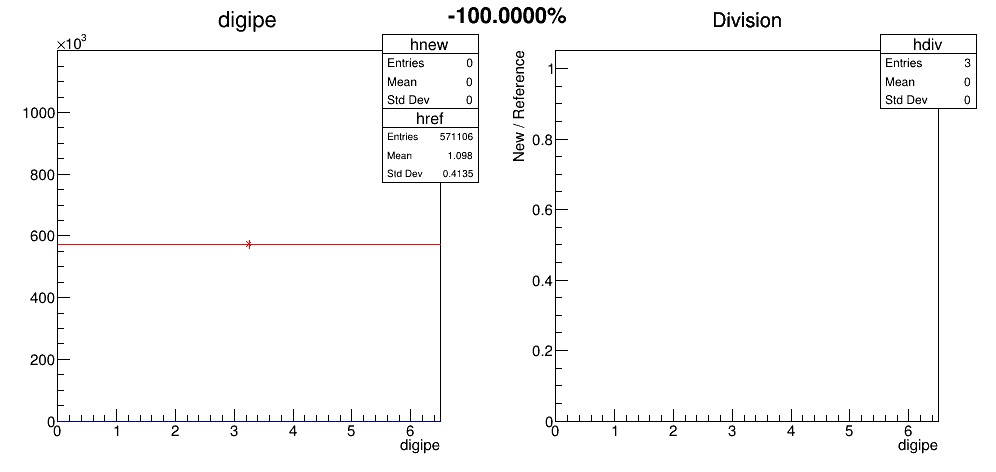 -100.0000%
digipe
×10³
hnew
Entries 0
Mean 0
Std Dev 0
href
Entries 571106
Mean 1.098
Std Dev 0.4135
1000
800
600
400
200
0
0 1 2 3 4 5 6
digipe
Division
hdiv
Entries 3
Mean 0
Std Dev 0
New / Reference
1
0.8
0.6
0.4
0.2
0
0 1 2 3 4 5 6
digipe